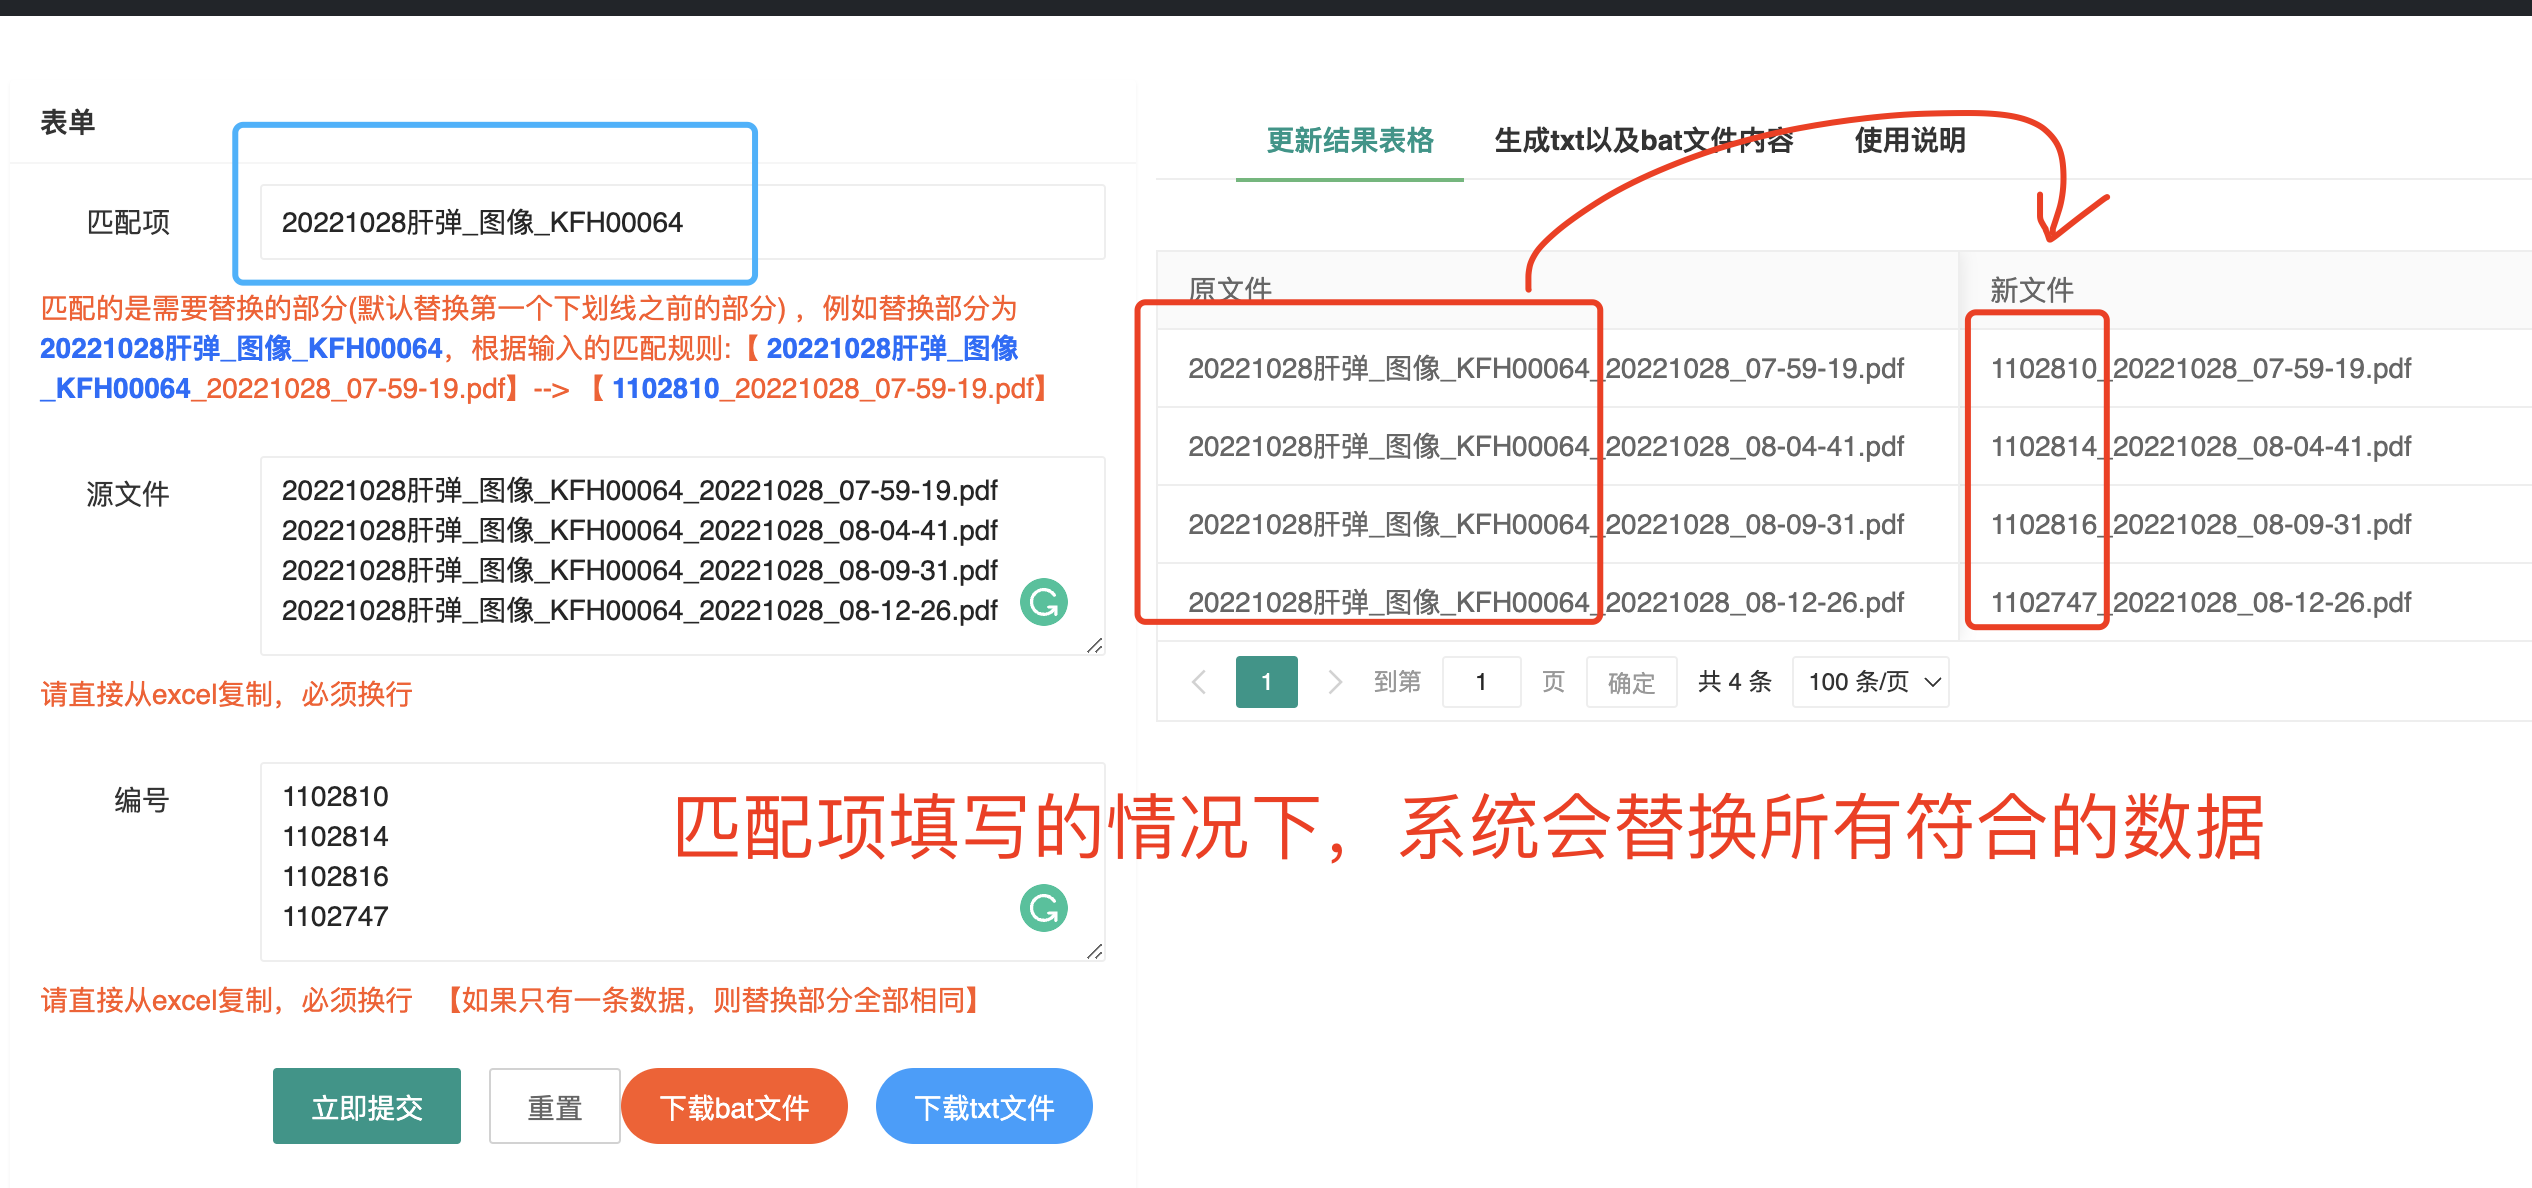 表单
匹配项
20221028肝弹_图像_KFH00064
匹配的是需要替换的部分(默认替换第一个下划线之前的部分) ，例如替换部分为
20221028肝弹_图像_KFH00064，根据输入的匹配规则:【 20221028肝弹_图像
_KFH00064_20221028_07-59-19.pdf】--> 【 1102810_20221028_07-59-19.pdf】
源文件
20221028肝弹_图像_KFH00064_20221028_07-59-19.pdf
20221028肝弹_图像_KFH00064_20221028_08-04-41.pdf
20221028肝弹_图像_KFH00064_20221028_08-09-31.pdf
20221028肝弹_图像_KFH00064_20221028_08-12-26.pdf
请直接从excel复制，必须换行
编号
1102810
1102814
1102816
1102747
请直接从excel复制，必须换行 【如果只有一条数据，则替换部分全部相同】
立即提交 重置 下载bat文件 下载txt文件
更新结果表格 生成txt以及bat文件内容 使用说明
原文件 新文件
20221028肝弹_图像_KFH00064_20221028_07-59-19.pdf 1102810_20221028_07-59-19.pdf
20221028肝弹_图像_KFH00064_20221028_08-04-41.pdf 1102814_20221028_08-04-41.pdf
20221028肝弹_图像_KFH00064_20221028_08-09-31.pdf 1102816_20221028_08-09-31.pdf
20221028肝弹_图像_KFH00064_20221028_08-12-26.pdf 1102747_20221028_08-12-26.pdf
1 到第 1 页 确定 共 4 条 100 条/页
匹配项填写的情况下，系统会替换所有符合的数据